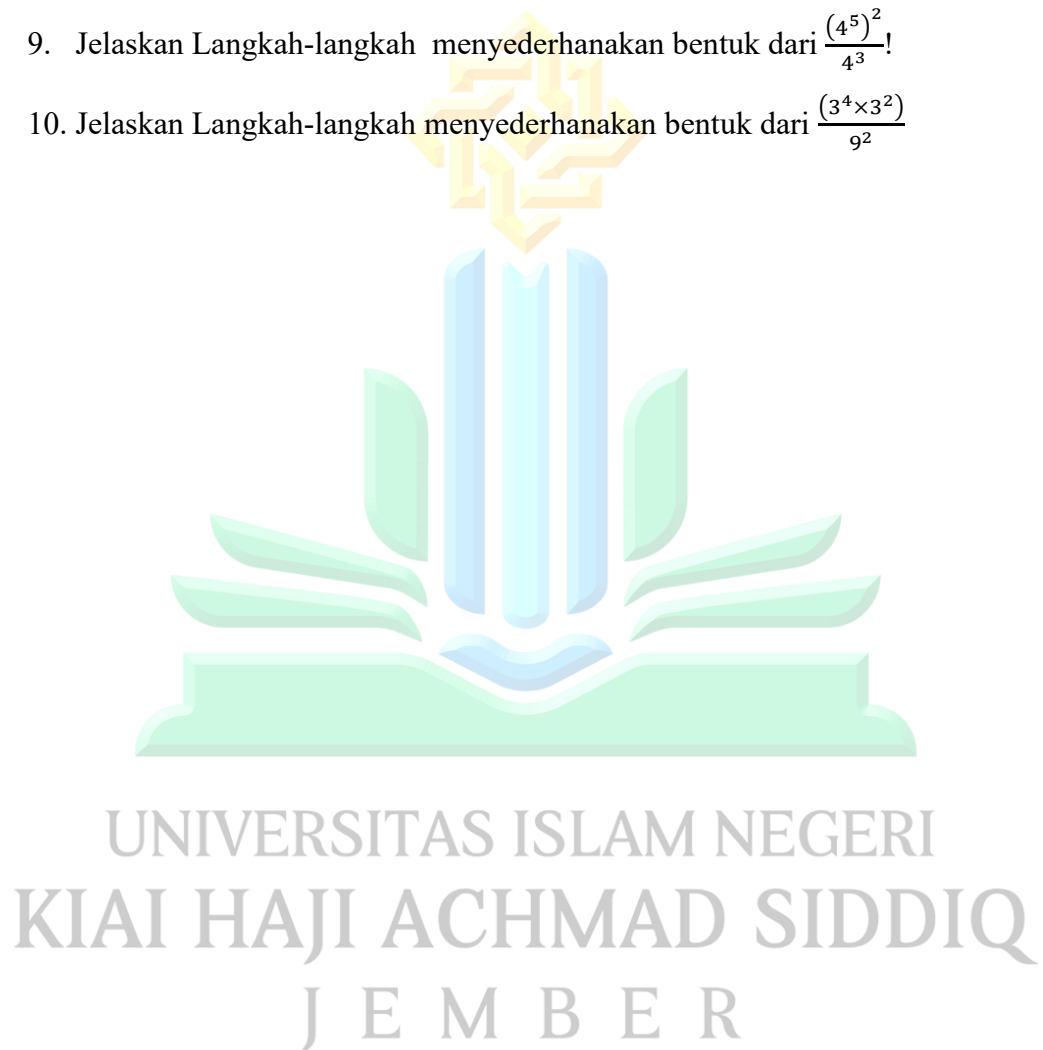 9. Jelaskan Langkah-langkah menyederhanakan bentuk dari (4⁵)²/4³!
10. Jelaskan Langkah-langkah menyederhanakan bentuk dari (3⁴×3²)/9²
UNIVERSITAS ISLAM NEGERI
KIAI HAJI ACHMAD SIDDIQ
J E M B E R